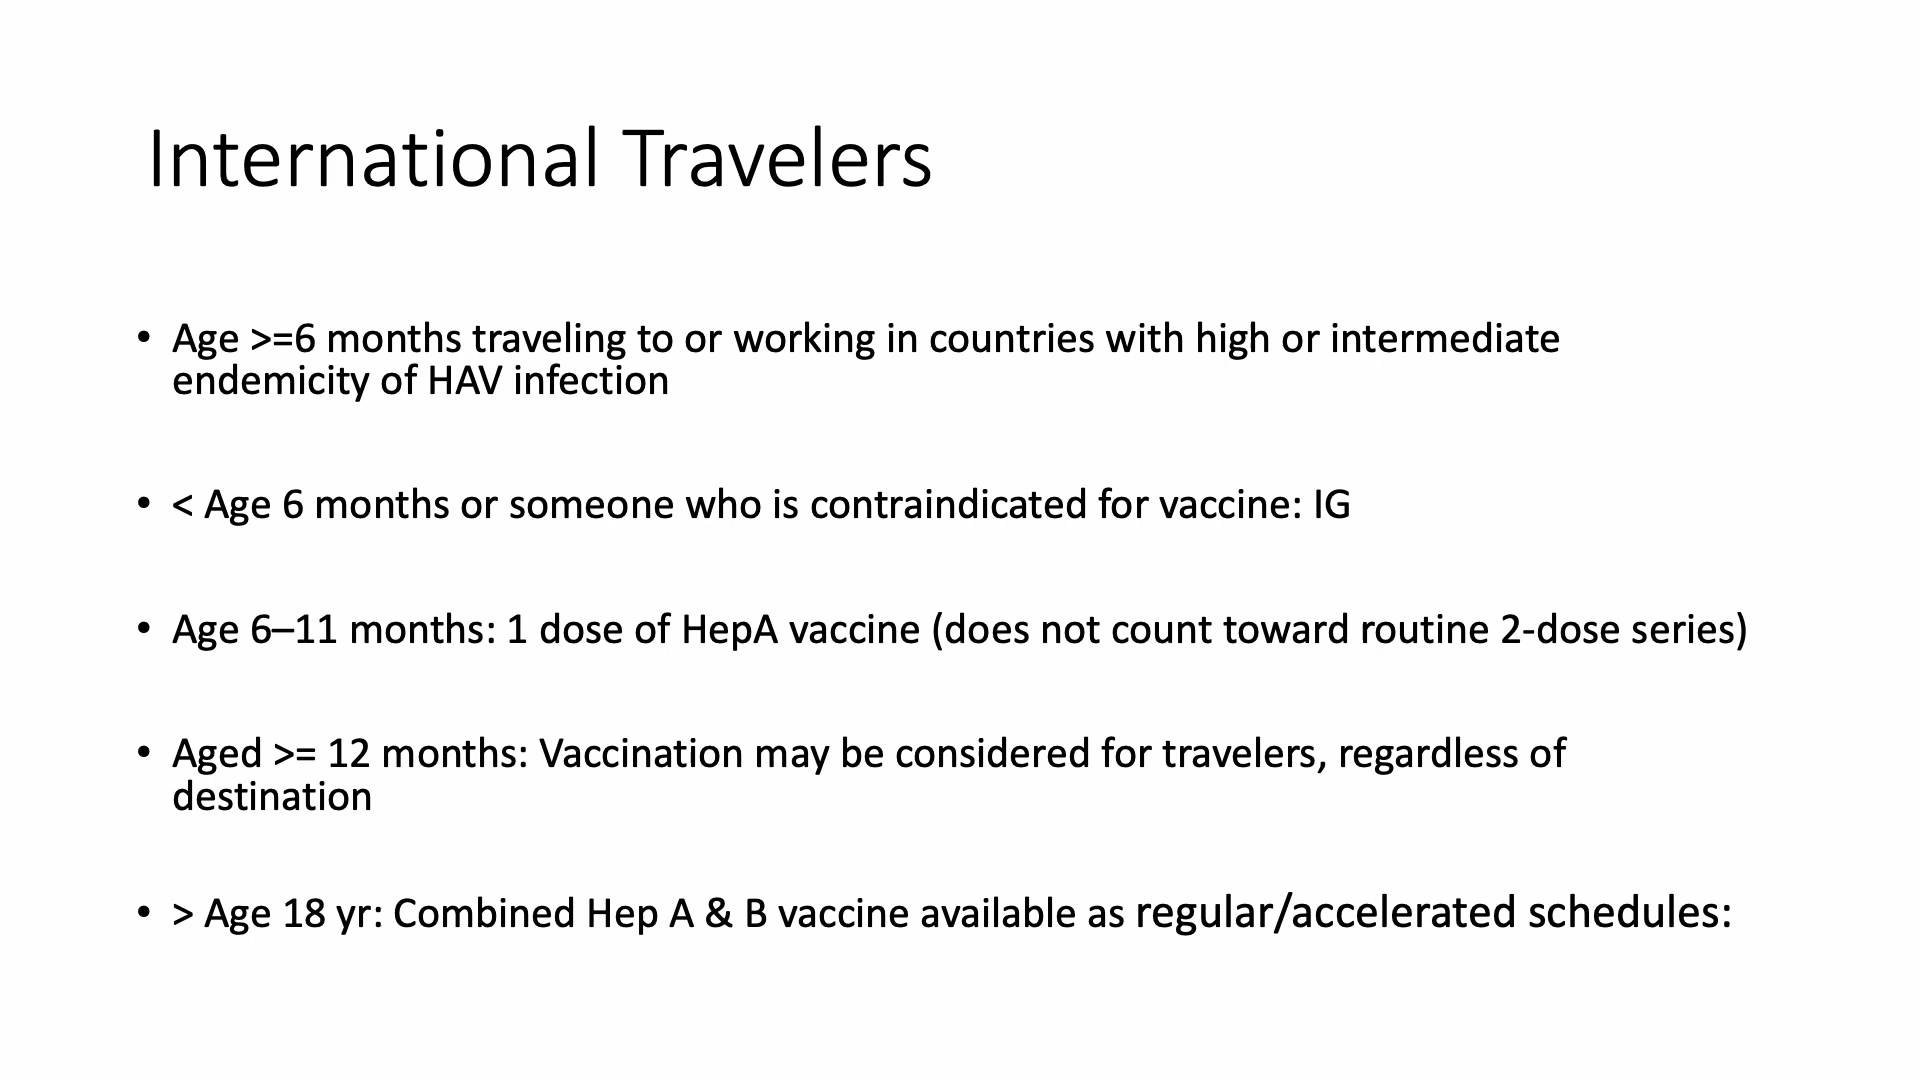 International Travelers
• Age >=6 months traveling to or working in countries with high or intermediate
endemicity of HAV infection
• < Age 6 months or someone who is contraindicated for vaccine: IG
• Age 6–11 months: 1 dose of HepA vaccine (does not count toward routine 2-dose series)
• Aged >= 12 months: Vaccination may be considered for travelers, regardless of
destination
• > Age 18 yr: Combined Hep A & B vaccine available as regular/accelerated schedules: